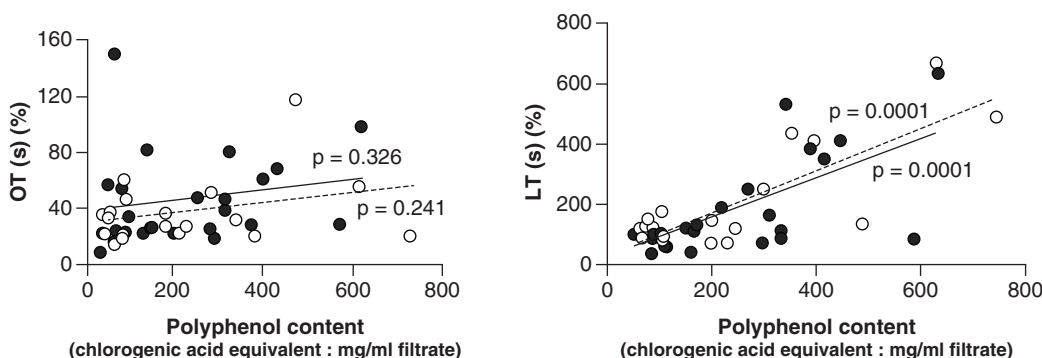 160
120
80
40
0
OT (s) (%)
p = 0.326
p = 0.241
0 200 400 600 800
Polyphenol content
(chlorogenic acid equivalent : mg/ml filtrate)
800
600
400
200
0
LT (s) (%)
p = 0.0001
p = 0.0001
0 200 400 600 800
Polyphenol content
(chlorogenic acid equivalent : mg/ml filtrate)